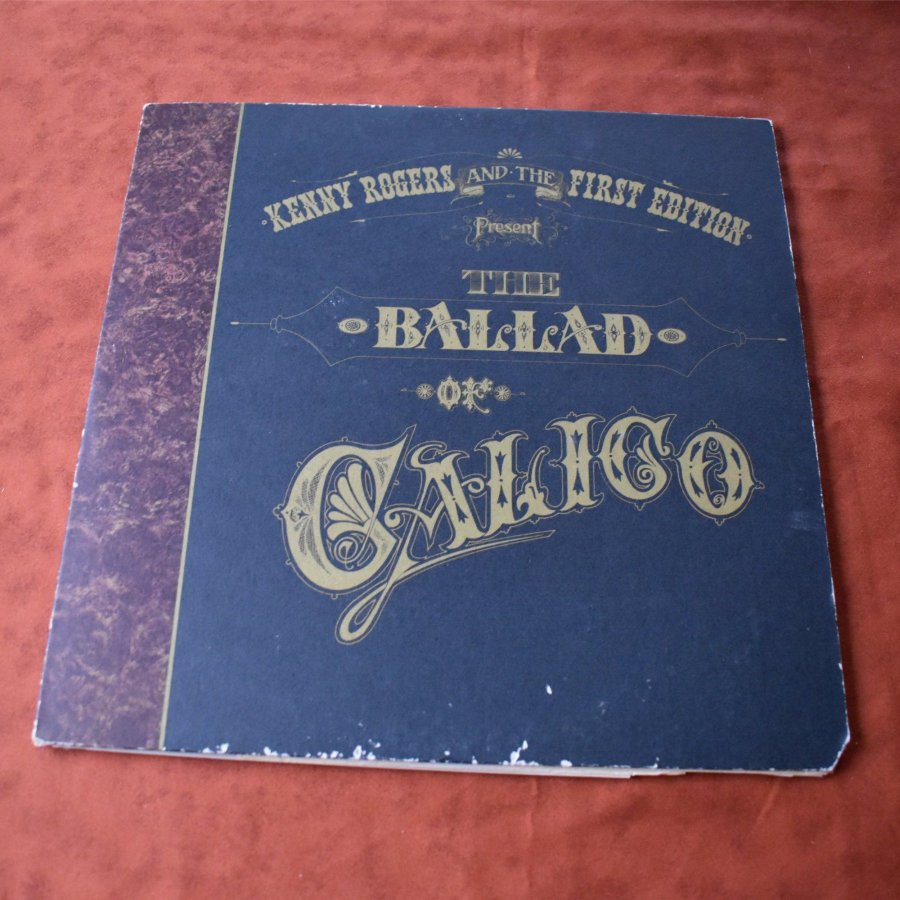 KENNY ROGERS AND · THE FIRST EDITION
Present
THE
BALLAD
OF
CALICO